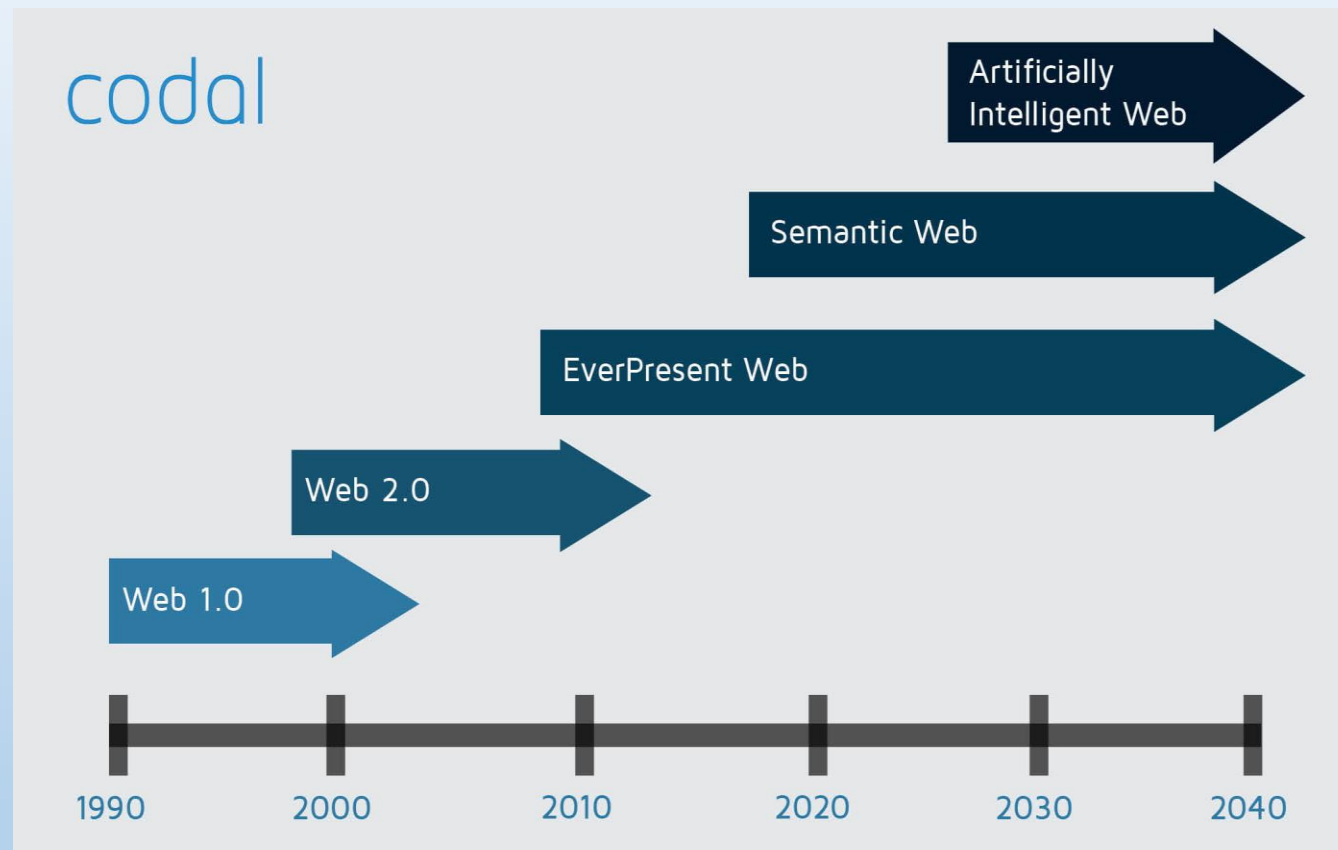 codal
Artificially
Intelligent Web
Semantic Web
EverPresent Web
Web 2.0
Web 1.0
1990 2000 2010 2020 2030 2040